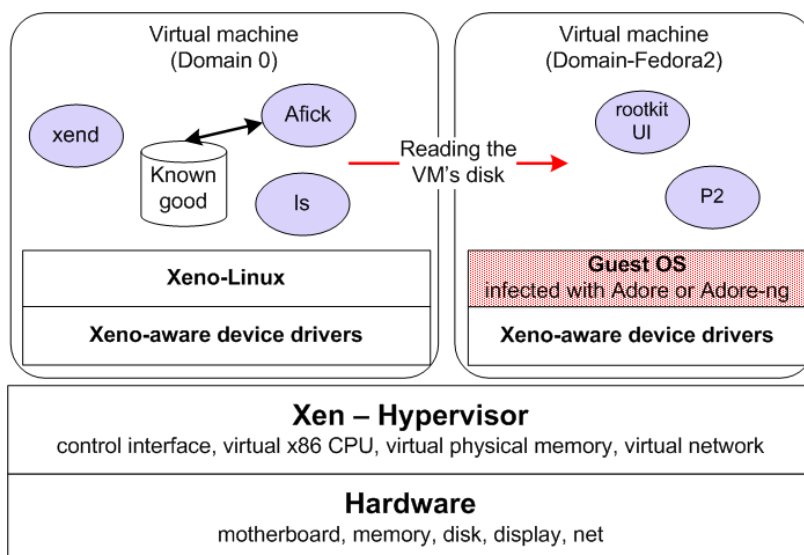 Virtual machine
(Domain 0)
xend
Afick
Known
good
ls
Reading the
VM's disk
Xeno-Linux
Xeno-aware device drivers
Virtual machine
(Domain-Fedora2)
rootkit
UI
P2
Guest OS
infected with Adore or Adore-ng
Xeno-aware device drivers
Xen – Hypervisor
control interface, virtual x86 CPU, virtual physical memory, virtual network
Hardware
motherboard, memory, disk, display, net